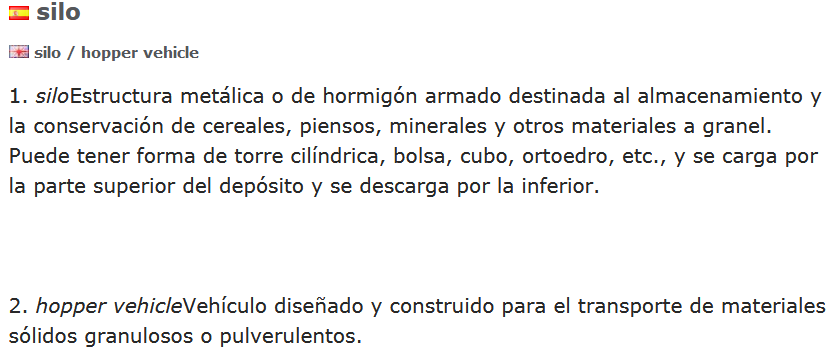 silo
silo / hopper vehicle
1. siloEstructura metálica o de hormigón armado destinada al almacenamiento y
la conservación de cereales, piensos, minerales y otros materiales a granel.
Puede tener forma de torre cilíndrica, bolsa, cubo, ortoedro, etc., y se carga por
la parte superior del depósito y se descarga por la inferior.
2. hopper vehicleVehículo diseñado y construido para el transporte de materiales
sólidos granulosos o pulverulentos.